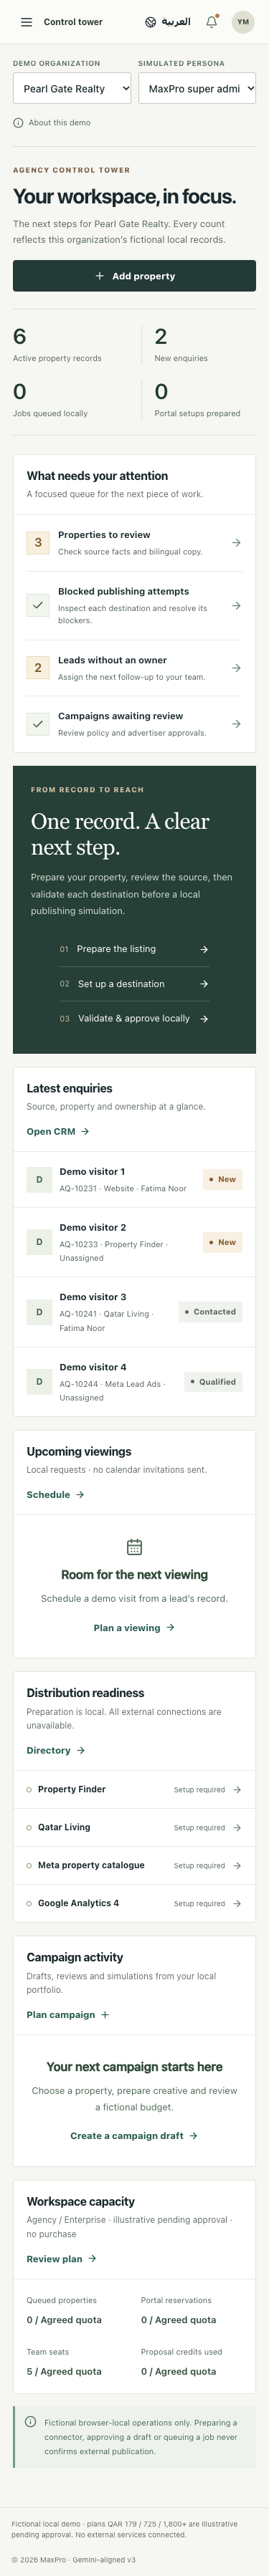 Control tower
العربية
YM
DEMO ORGANIZATION
SIMULATED PERSONA
Pearl Gate Realty
MaxPro super admi
About this demo
AGENCY CONTROL TOWER
Your workspace, in focus.
The next steps for Pearl Gate Realty. Every count
reflects this organization's fictional local records.
Add property
6
2
Active property records
New enquiries
0
0
Jobs queued locally
Portal setups prepared
What needs your attention
A focused queue for the next piece of work.
3
Properties to review
Check source facts and bilingual copy.
Blocked publishing attempts
Inspect each destination and resolve its
blockers.
2
Leads without an owner
Assign the next follow-up to your team.
Campaigns awaiting review
Review policy and advertiser approvals.
FROM RECORD TO REACH
One record. A clear
next step.
Prepare your property, review the source, then
validate each destination before a local
publishing simulation.
01 Prepare the listing
02 Set up a destination
03 Validate & approve locally
Latest enquiries
Source, property and ownership at a glance.
Open CRM
D
Demo visitor 1
AQ-10231 · Website · Fatima Noor
New
D
Demo visitor 2
AQ-10233 · Property Finder ·
Unassigned
New
D
Demo visitor 3
AQ-10241 · Qatar Living ·
Fatima Noor
Contacted
D
Demo visitor 4
AQ-10244 · Meta Lead Ads ·
Unassigned
Qualified
Upcoming viewings
Local requests · no calendar invitations sent.
Schedule
Room for the next viewing
Schedule a demo visit from a lead's record.
Plan a viewing
Distribution readiness
Preparation is local. All external connections are
unavailable.
Directory
Property Finder
Setup required
Qatar Living
Setup required
Meta property catalogue
Setup required
Google Analytics 4
Setup required
Campaign activity
Drafts, reviews and simulations from your local
portfolio.
Plan campaign
Your next campaign starts here
Choose a property, prepare creative and review
a fictional budget.
Create a campaign draft
Workspace capacity
Agency / Enterprise · illustrative pending approval ·
no purchase
Review plan
Queued properties
Portal reservations
0 / Agreed quota
0 / Agreed quota
Team seats
Proposal credits used
5 / Agreed quota
0 / Agreed quota
Fictional browser-local operations only. Preparing a
connector, approving a draft or queuing a job never
confirms external publication.
Fictional local demo · plans QAR 179 / 725 / 1,800+ are illustrative
pending approval. No external services connected.
© 2026 MaxPro · Gemini-aligned v3